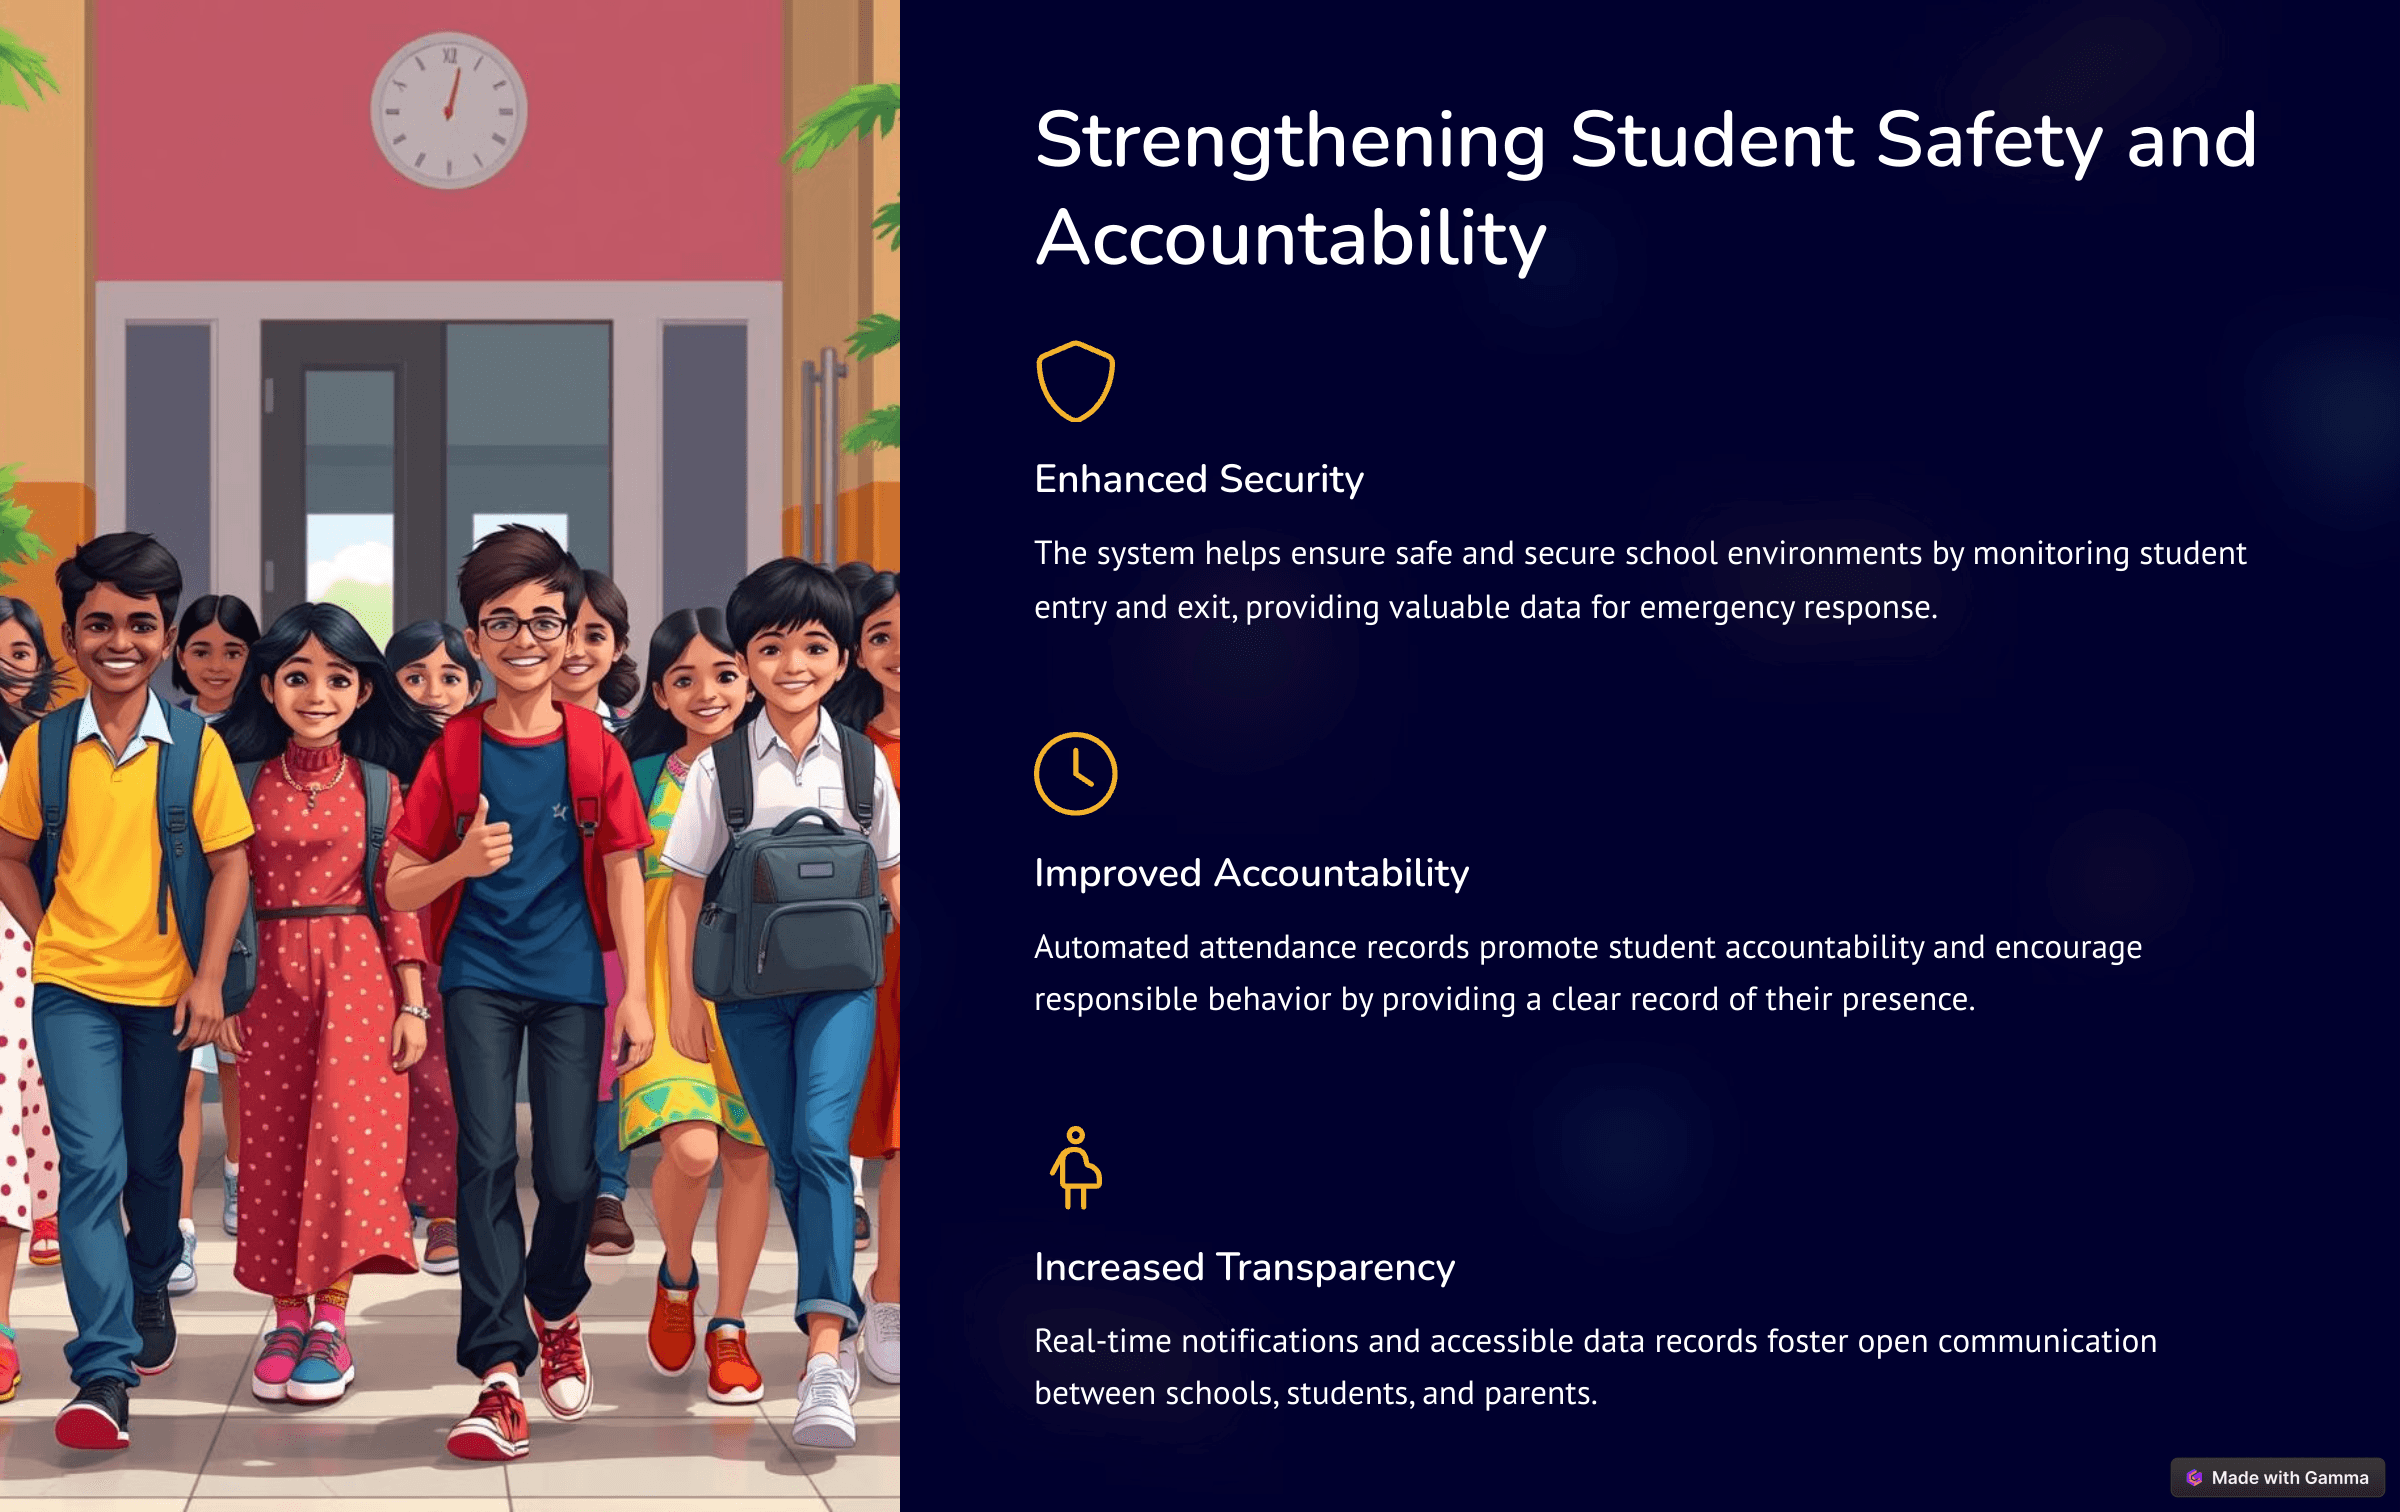 XII
Strengthening Student Safety and
Accountability
Enhanced Security
The system helps ensure safe and secure school environments by monitoring student
entry and exit, providing valuable data for emergency response.
Improved Accountability
Automated attendance records promote student accountability and encourage
responsible behavior by providing a clear record of their presence.
Increased Transparency
Real-time notifications and accessible data records foster open communication
between schools, students, and parents.
Made with Gamma